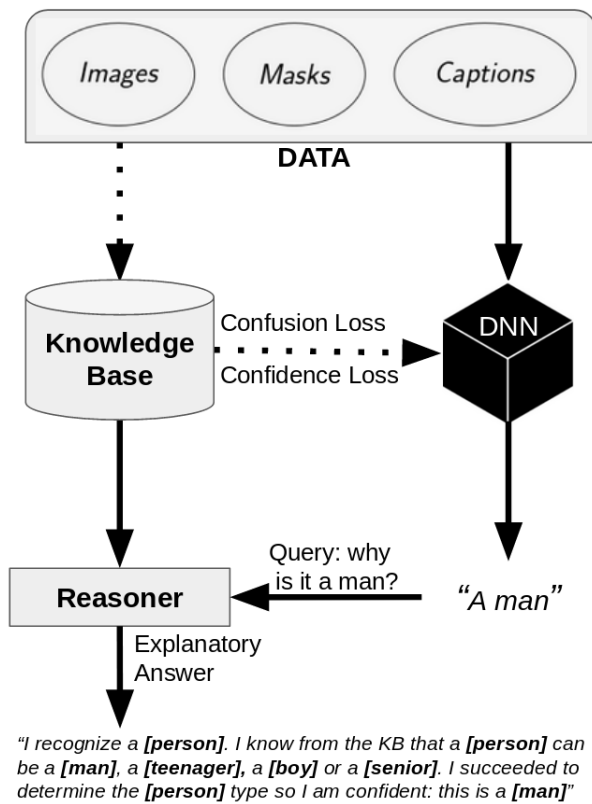 Images Masks Captions
DATA
DNN
Confusion Loss
Knowledge
Base
Confidence Loss
Query: why
is it a man?
Reasoner
“A man”
Explanatory
Answer
“I recognize a [person]. I know from the KB that a [person] can
be a [man], a [teenager], a [boy] or a [senior]. I succeeded to
determine the [person] type so I am confident: this is a [man]”